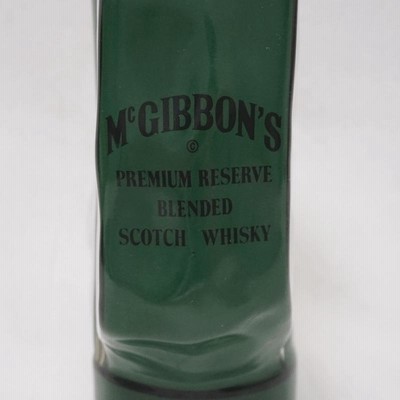 McGIBBON'S
©
PREMIUM RESERVE
BLENDED
SCOTCH WHISKY